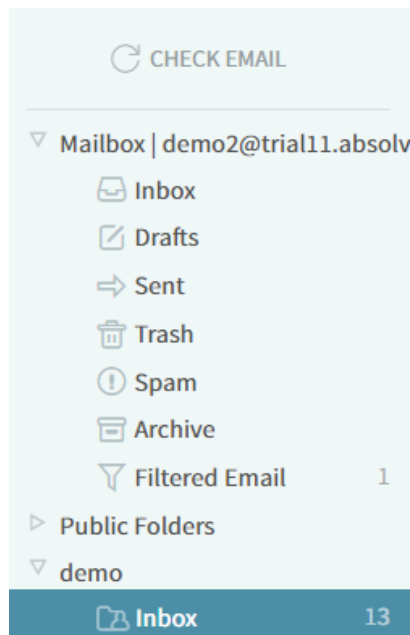 CHECK EMAIL
Mailbox | demo2@trial11.absolv
Inbox
Drafts
Sent
Trash
Spam
Archive
Filtered Email 1
Public Folders
demo
Inbox 13